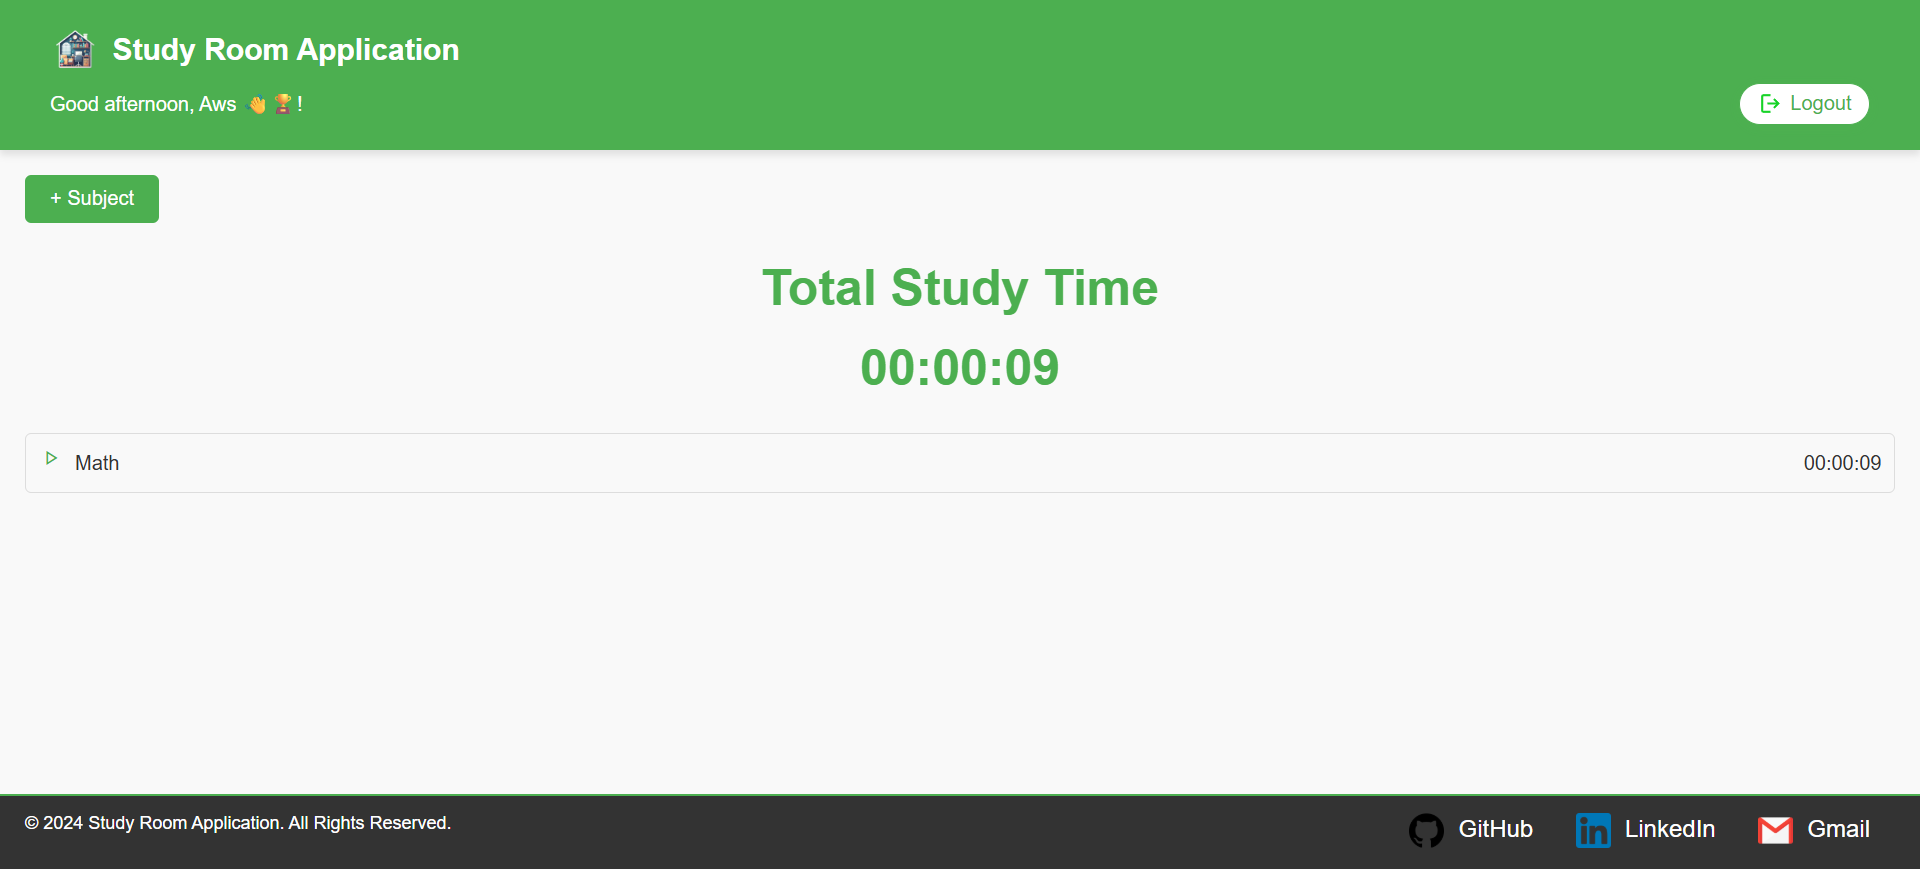 Study Room Application
Good afternoon, Aws 👋🏆!
Logout
+ Subject
Total Study Time
00:00:09
Math 00:00:09
© 2024 Study Room Application. All Rights Reserved.
GitHub LinkedIn Gmail